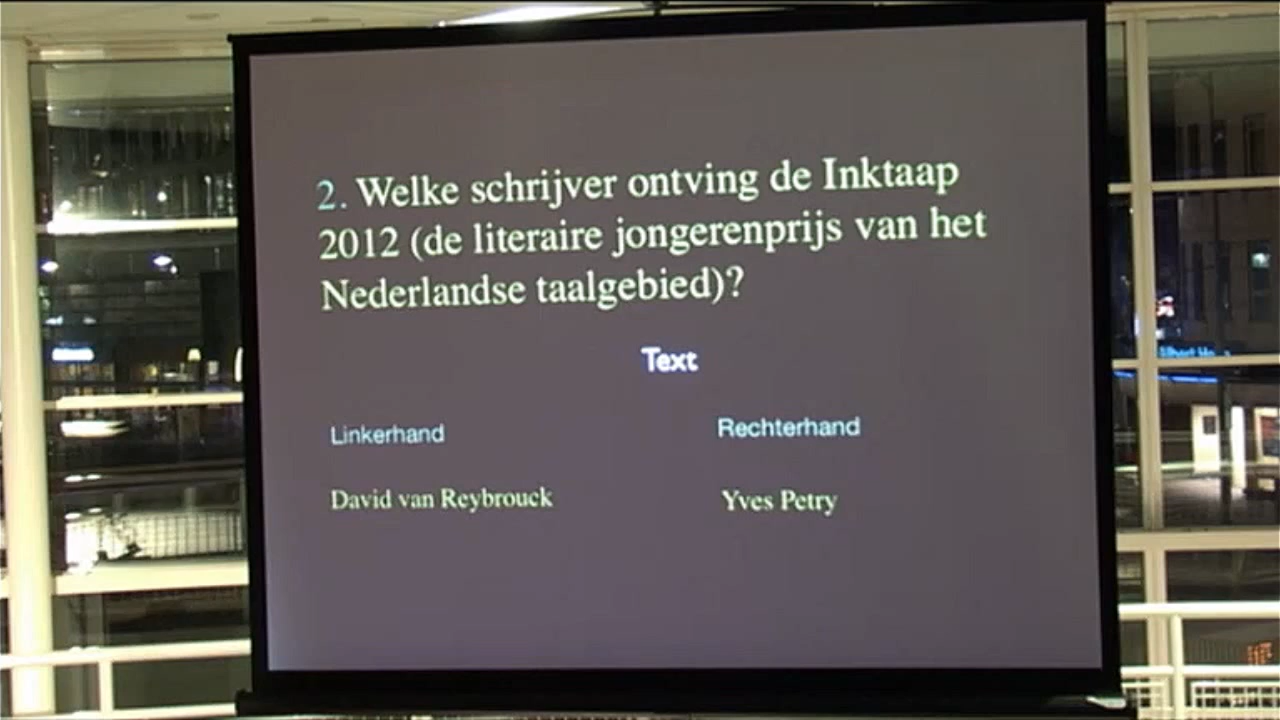 2. Welke schrijver ontving de Inktaap
2012 (de literaire jongerenprijs van het
Nederlandse taalgebied)?
Text
Linkerhand
Rechterhand
David van Reybrouck
Yves Petry